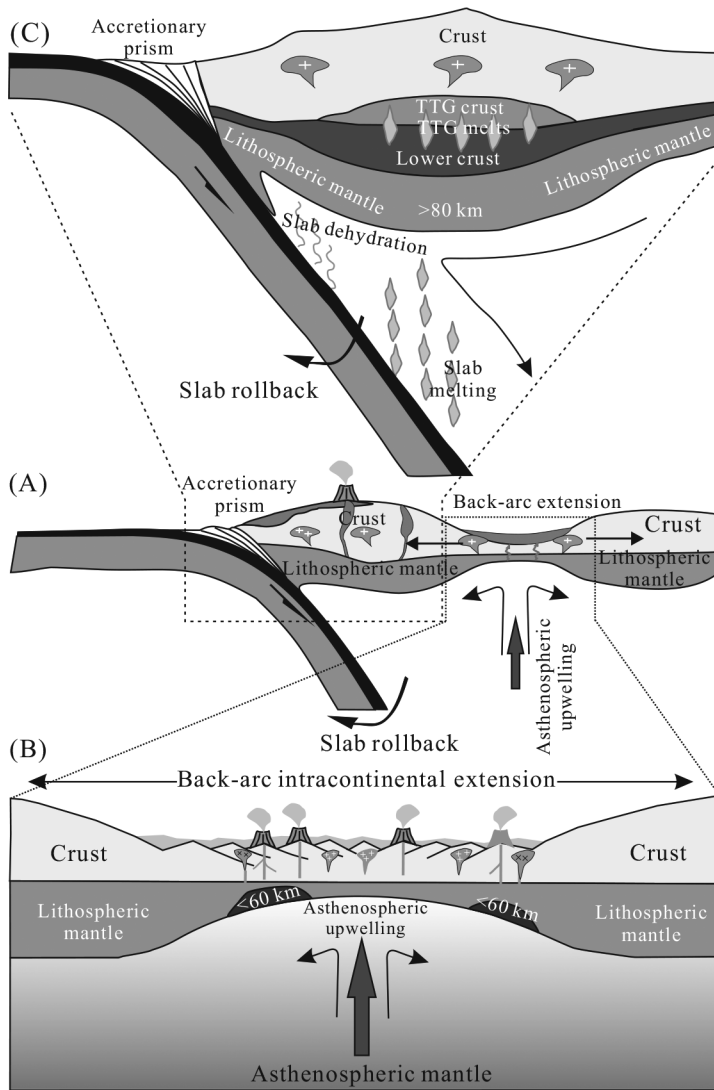 (C)
Accretionary
prism
Crust
TTG crust
TTG melts
Lower crust
Lithospheric mantle
>80 km
Lithospheric mantle
Slab dehydration
Slab rollback
Slab
melting
(A)
Accretionary
prism
Crust
Back-arc extension
Crust
Lithospheric mantle
Lithospheric
mantle
Asthenospheric
upwelling
Slab rollback
(B)
Back-arc intracontinental extension
Crust
Crust
Lithospheric
mantle
<60 km
Asthenospheric
upwelling
<60 km
Lithospheric
mantle
Asthenospheric mantle